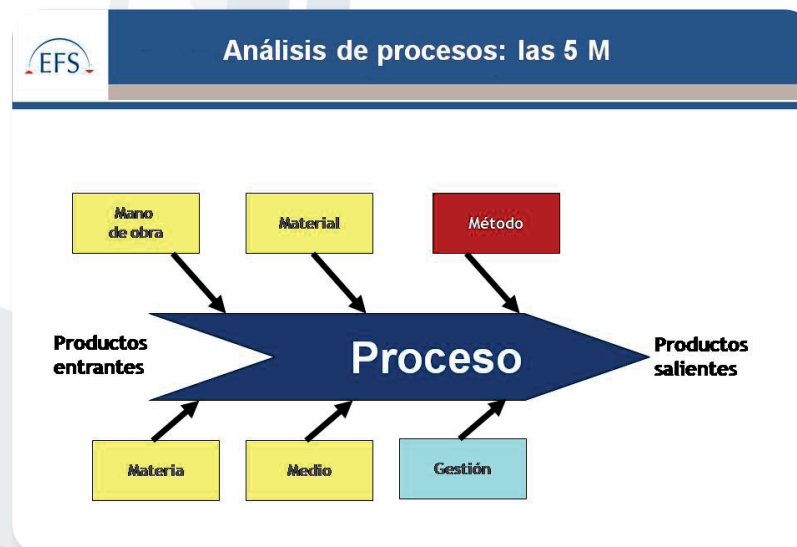 EFS
Análisis de procesos: las 5 M
Mano
de obra
Material
Método
Productos
entrantes
Proceso
Productos
salientes
Materia
Medio
Gestión